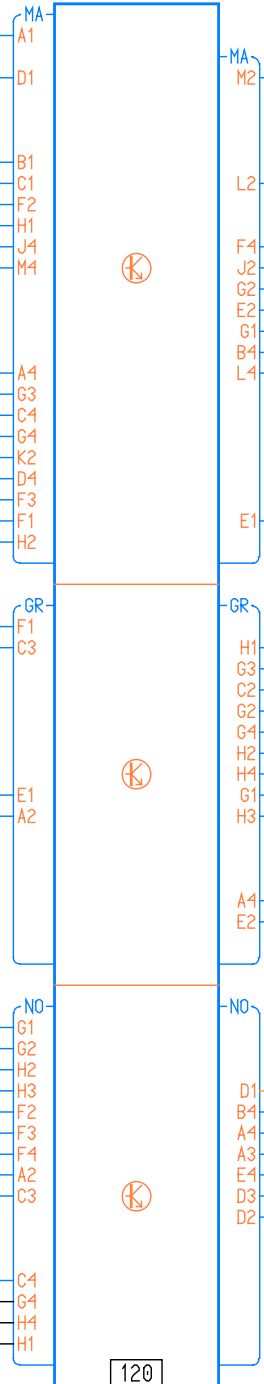 MA
A1
MA
D1
M2
B1
C1
L2
F2
H1
J4
F4
M4
J2
G2
E2
G1
B4
A4
L4
G3
C4
G4
K2
D4
F3
F1
E1
H2
GR
GR
F1
C3
H1
G3
C2
G2
G4
H2
H4
E1
G1
A2
H3
A4
E2
NO
NO
G1
G2
H2
H3
D1
F2
B4
F3
A4
F4
A3
A2
E4
C3
D3
D2
C4
G4
H4
H1
120